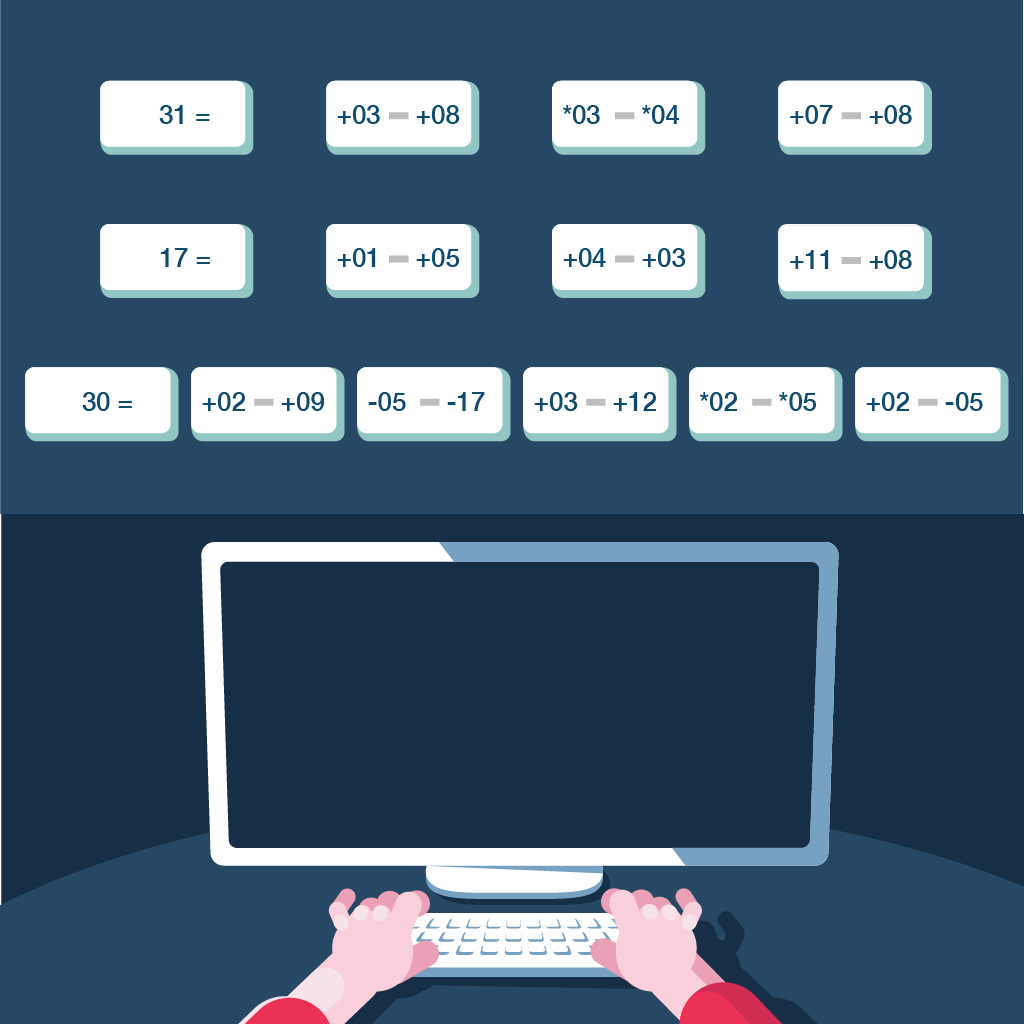 31 = +03 – +08 *03 – *04 +07 – +08
17 = +01 – +05 +04 – +03 +11 – +08
30 = +02 – +09 -05 – -17 +03 – +12 *02 – *05 +02 – -05